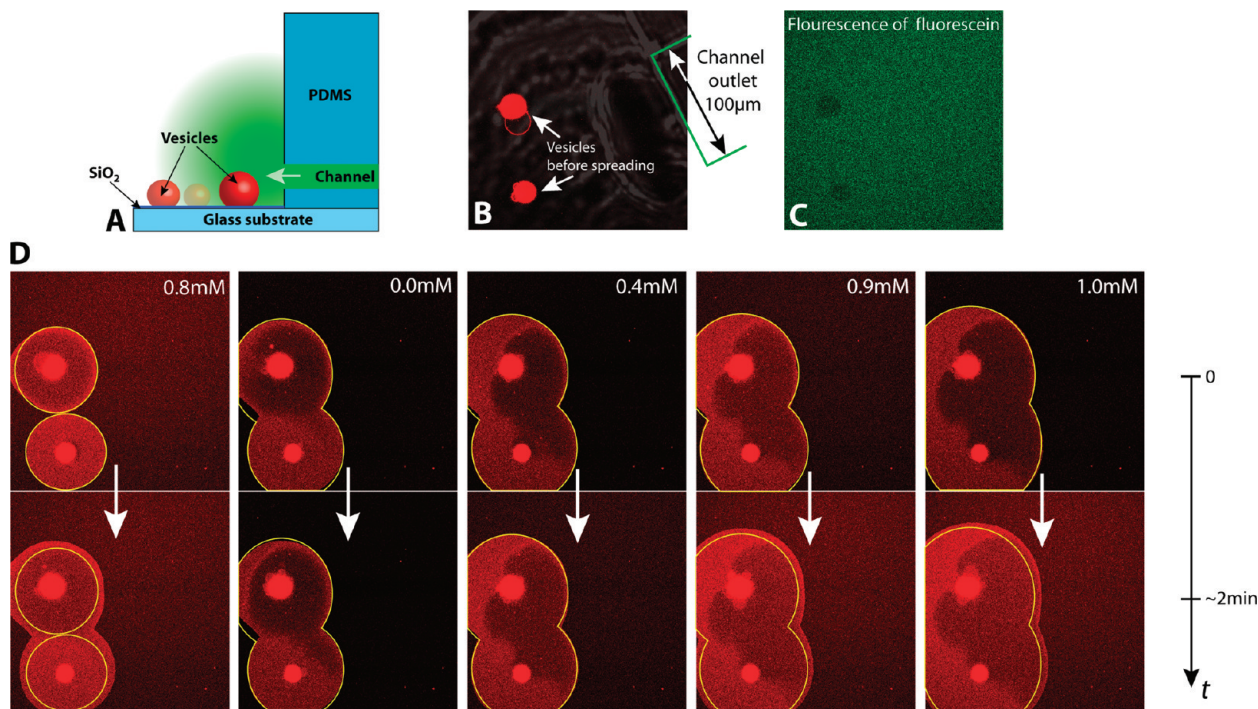 A
PDMS
Vesicles
SiO₂
Channel
Glass substrate
B
Channel
outlet
100μm
Vesicles
before spreading
C
Flourescence of fluorescein
D
0.8mM
0.0mM
0.4mM
0.9mM
1.0mM
0
~2min
t